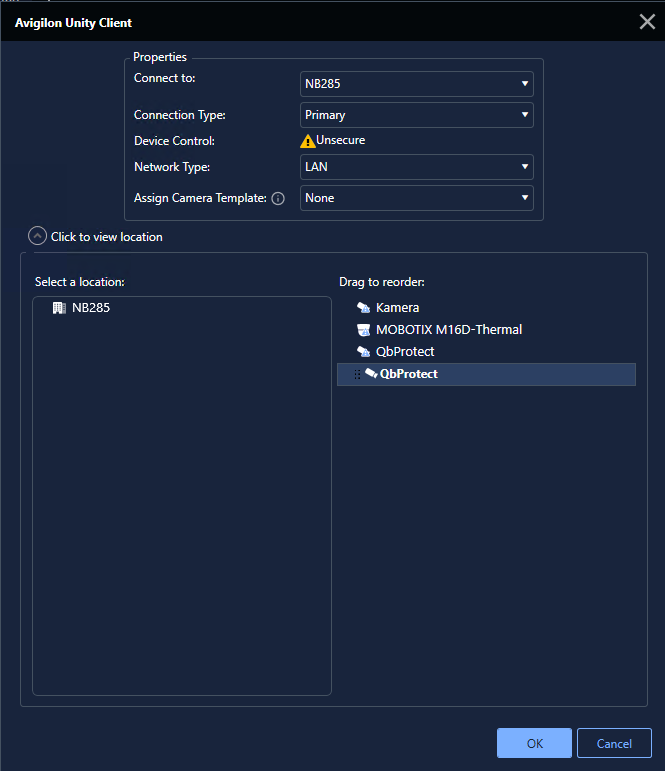 Avigilon Unity Client
Properties
Connect to: NB285
Connection Type: Primary
Device Control: Unsecure
Network Type: LAN
Assign Camera Template: None
Click to view location
Select a location:
NB285
Drag to reorder:
Kamera
MOBOTIX M16D-Thermal
QbProtect
QbProtect
OK
Cancel